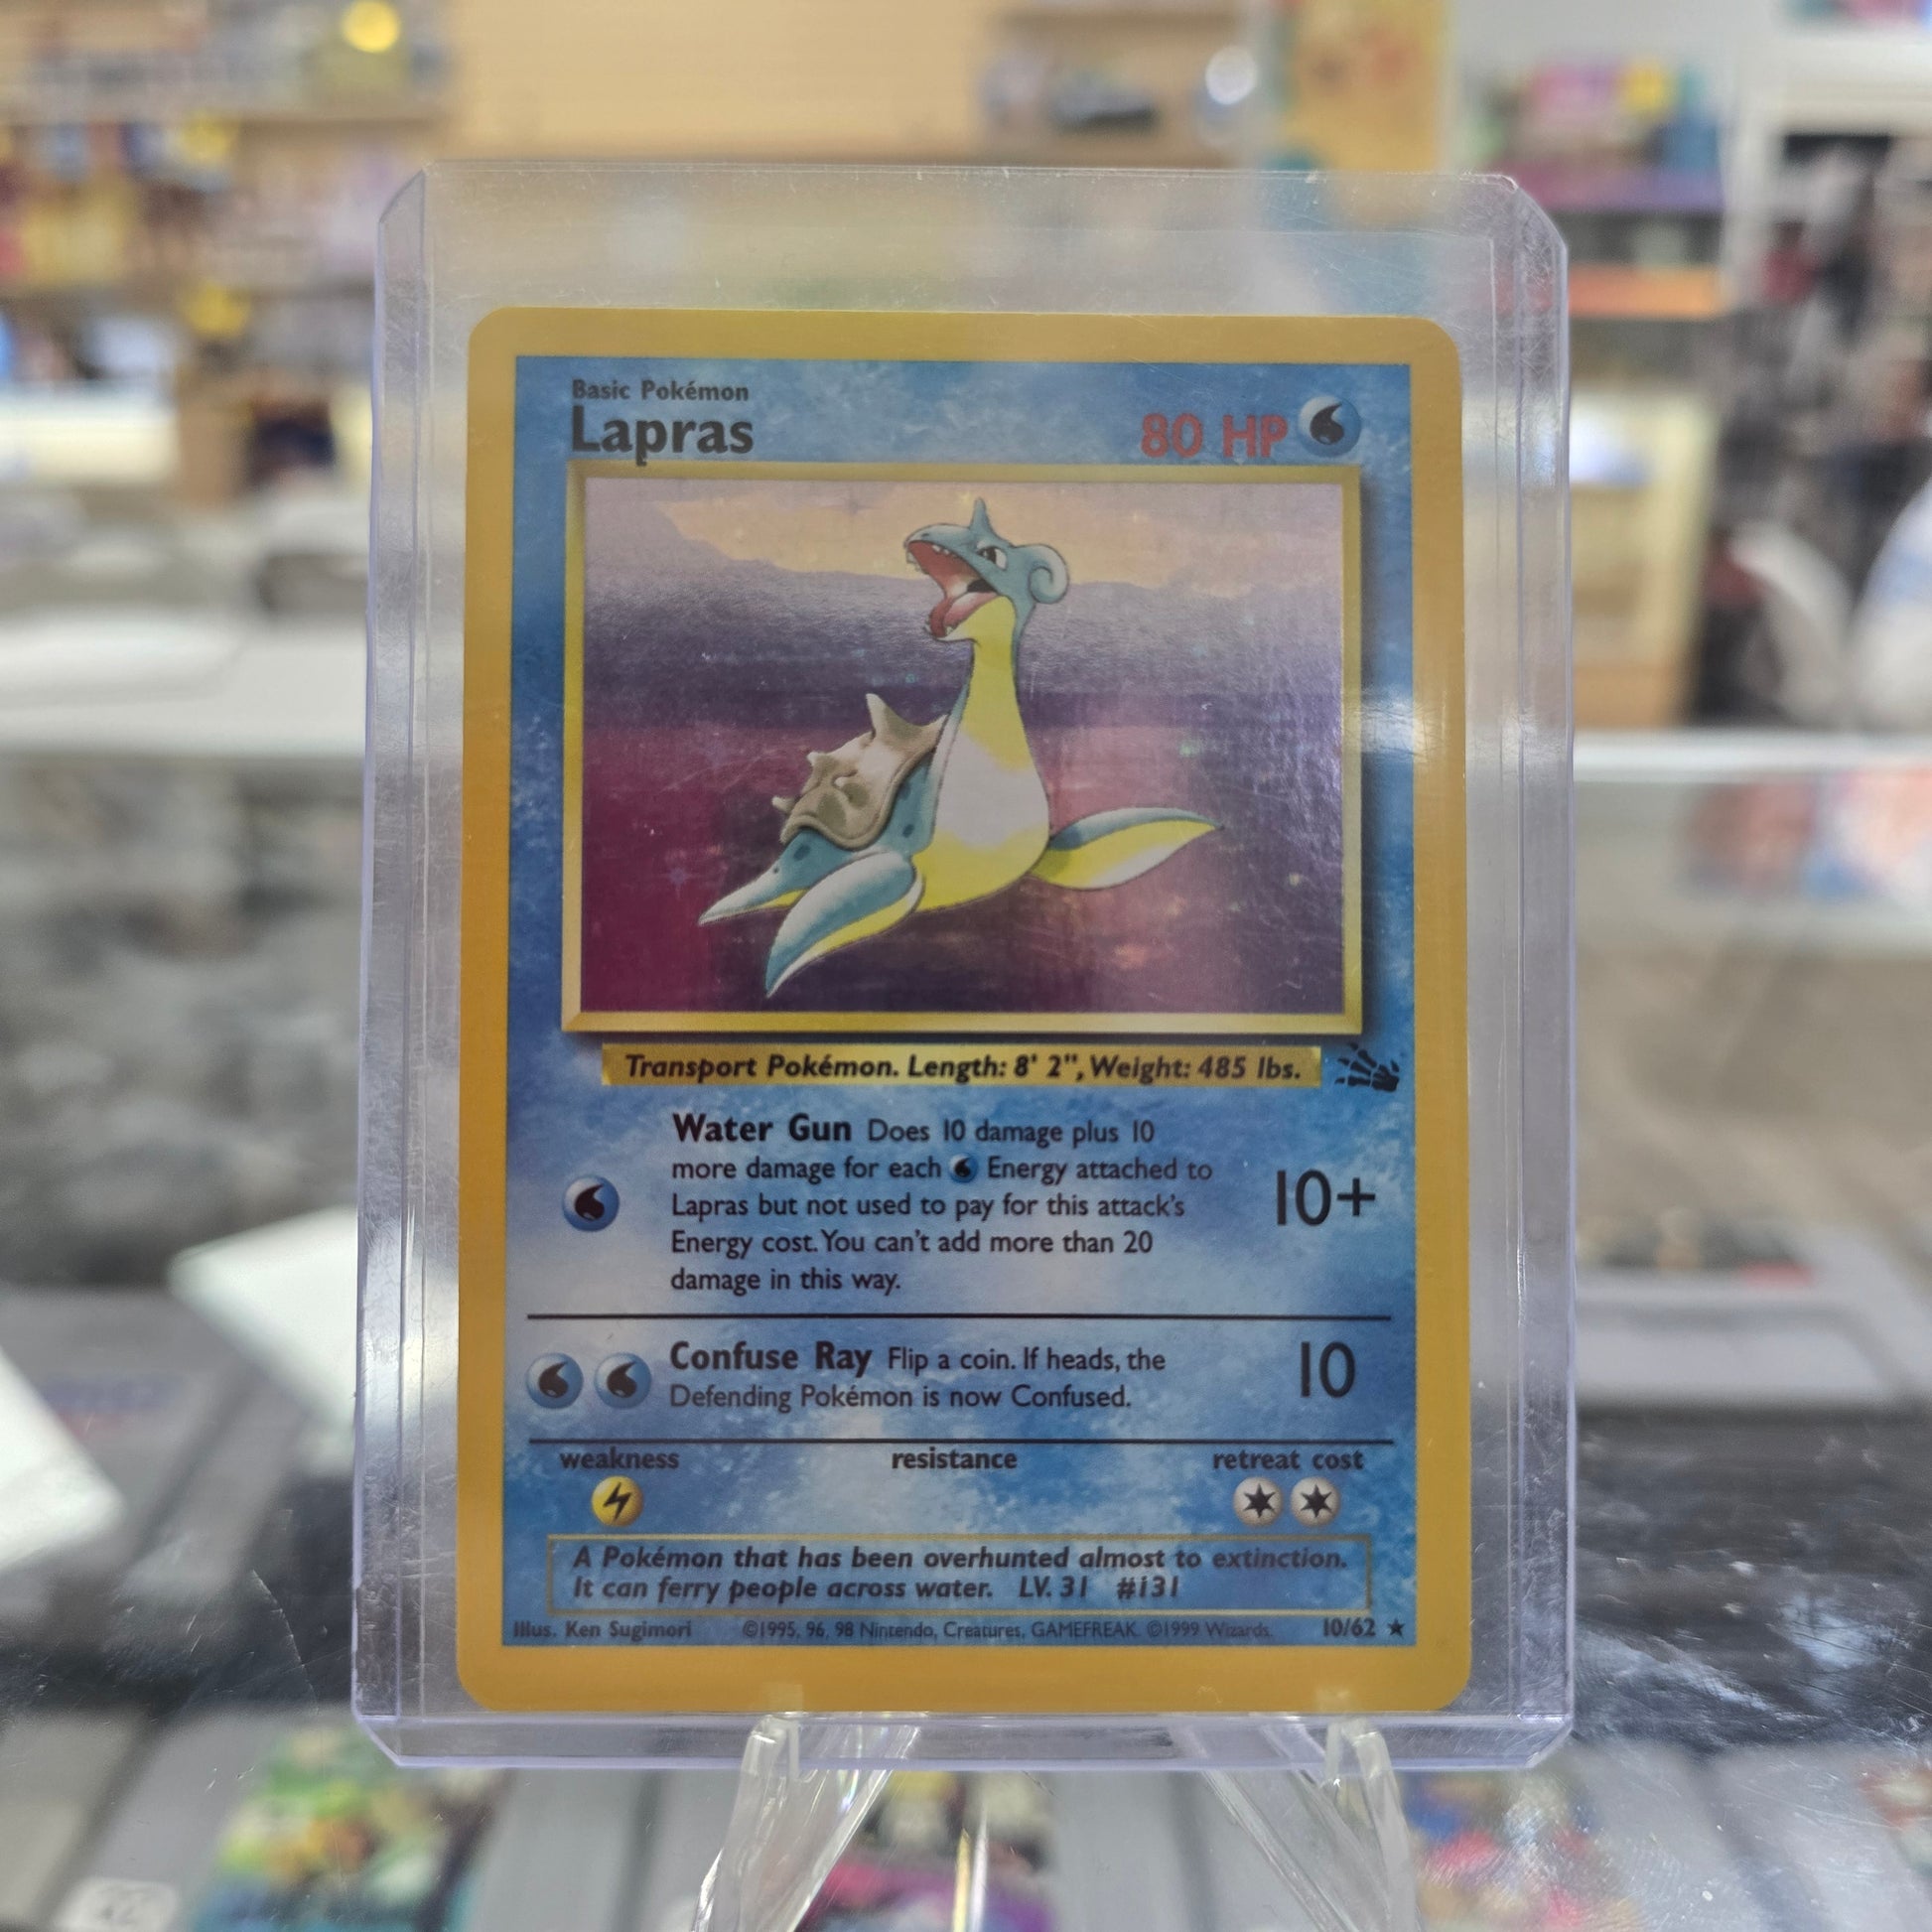 Basic Pokémon
Lapras
80 HP
Transport Pokémon. Length: 8' 2", Weight: 485 lbs.
Water Gun Does 10 damage plus 10
more damage for each Energy attached to
Lapras but not used to pay for this attack's
Energy cost. You can't add more than 20
damage in this way.
10+
Confuse Ray Flip a coin. If heads, the
Defending Pokémon is now Confused.
10
weakness resistance retreat cost
A Pokémon that has been overhunted almost to extinction.
It can ferry people across water. LV. 31 #131
Illus. Ken Sugimori ©1995, 96, 98 Nintendo, Creatures, GAMEFREAK. ©1999 Wizards. 10/62 ★